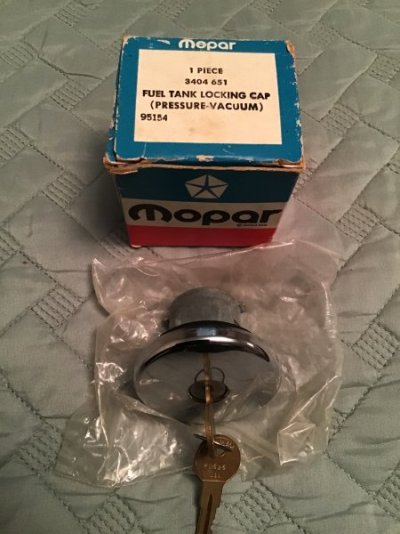 mopar
1 PIECE
3404 651
FUEL TANK LOCKING CAP
(PRESSURE-VACUUM)
95154
mopar